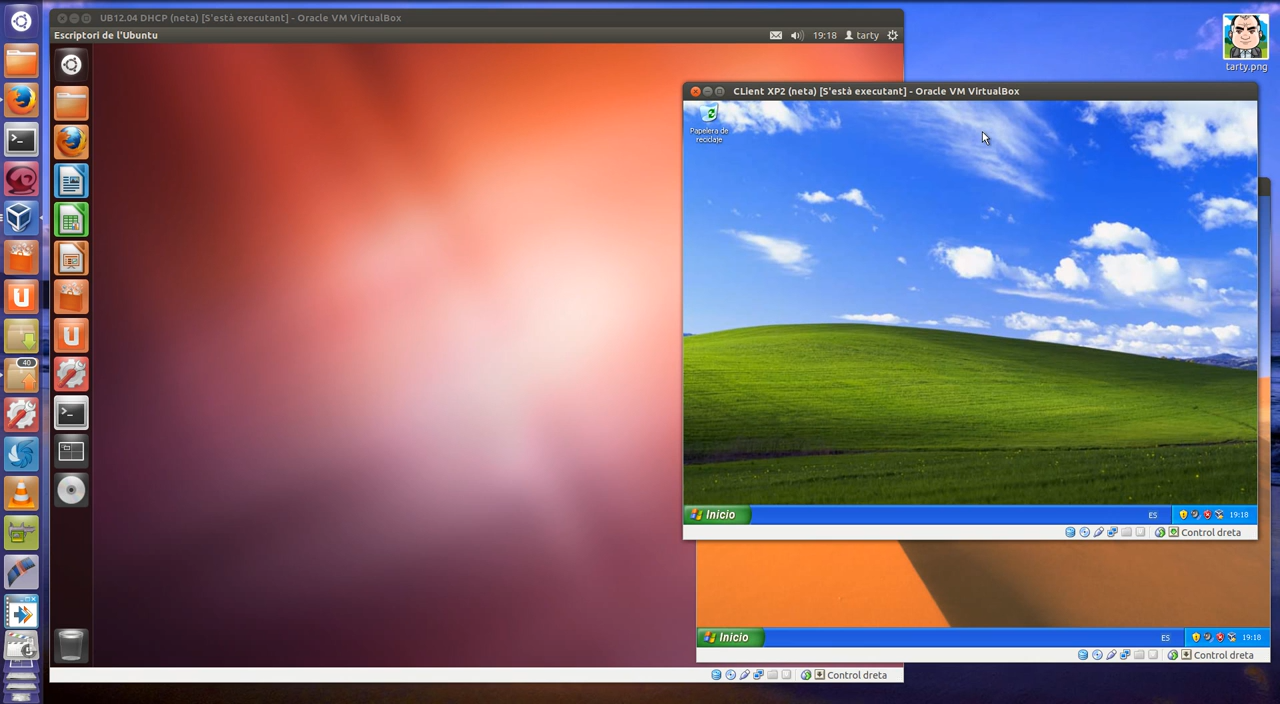 UB12.04 DHCP (neta) [S'està executant] - Oracle VM VirtualBox
Escriptori de l'Ubuntu
19:18
tarty
tarty.png
CLient XP2 (neta) [S'està executant] - Oracle VM VirtualBox
Papelera de
reciclaje
40
Inicio
ES
19:18
Control dreta
Inicio
ES
19:18
Control dreta
Control dreta